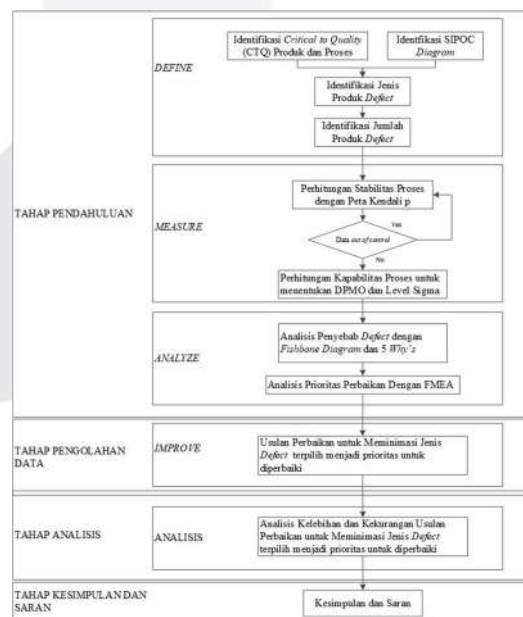 Identifikasi Critical to Quality
(CTQ) Produk dan Proses
Identfikasi SIPOC
Diagram
DEFINE
Identifikasi Jenis
Produk Defect
Identifikasi Jumlah
Produk Defect
TAHAP PENDAHULUAN
MEASURE
Perhitungan Stabilitas Proses
dengan Peta Kendali p
Yes
Data out of control
No
Perhitungan Kapabilitas Proses untuk
menentukan DPMO dan Level Sigma
ANALYZE
Analisis Penyebab Defect dengan
Fishbone Diagram dan 5 Why's
Analisis Prioritas Perbaikan Dengan FMEA
TAHAP PENGOLAHAN
DATA
IMPROVE
Usulan Perbaikan untuk Meminimasi Jenis
Defect terpilih menjadi prioritas untuk
diperbaiki
TAHAP ANALISIS
ANALISIS
Analisis Kelebihan dan Kekurangan Usulan
Perbaikan untuk Meminimasi Jenis Defect
terpilih menjadi prioritas untuk diperbaiki
TAHAP KESIMPULAN DAN
SARAN
Kesimpulan dan Saran